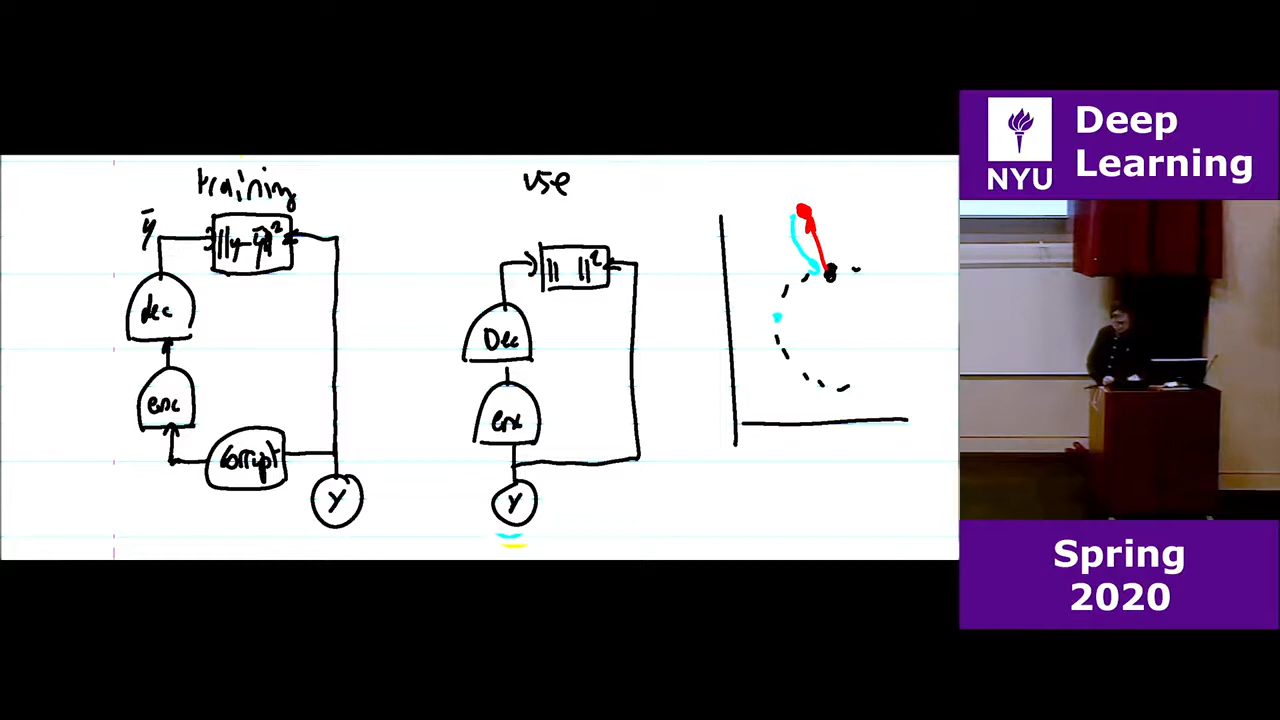 training
ȳ
||y-ȳ||²
dec
enc
Corrupt
Y
use
|| ||²
Dec
enc
Y
NYU
Deep
Learning
Spring
2020